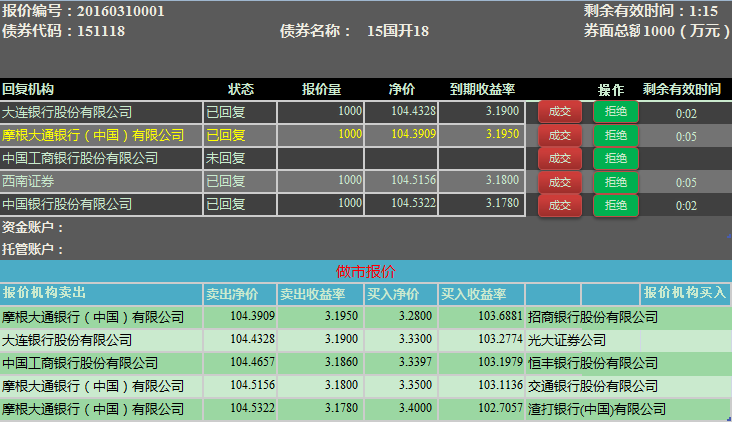 报价编号：20160310001 剩余有效时间：1:15
债券代码：151118 债券名称： 15国开18 券面总额1000（万元）
回复机构 状态 报价量 净价 到期收益率 操作 剩余有效时间
大连银行股份有限公司 已回复 1000 104.4328 3.1900 成交 拒绝 0:02
摩根大通银行（中国）有限公司 已回复 1000 104.3909 3.1950 成交 拒绝 0:05
中国工商银行股份有限公司 未回复 成交 拒绝
西南证券 已回复 1000 104.5156 3.1800 成交 拒绝 0:05
中国银行股份有限公司 已回复 1000 104.5322 3.1780 成交 拒绝 0:02
资金账户：
托管账户：
做市报价
报价机构卖出 卖出净价 卖出收益率 买入净价 买入收益率 报价机构买入
摩根大通银行（中国）有限公司 104.3909 3.1950 3.2800 103.6881 招商银行股份有限公司
大连银行股份有限公司 104.4328 3.1900 3.3300 103.2774 光大证券公司
中国工商银行股份有限公司 104.4657 3.1860 3.3397 103.1979 恒丰银行股份有限公司
摩根大通银行（中国）有限公司 104.5156 3.1800 3.3500 103.1136 交通银行股份有限公司
摩根大通银行（中国）有限公司 104.5322 3.1780 3.4000 102.7057 渣打银行(中国)有限公司